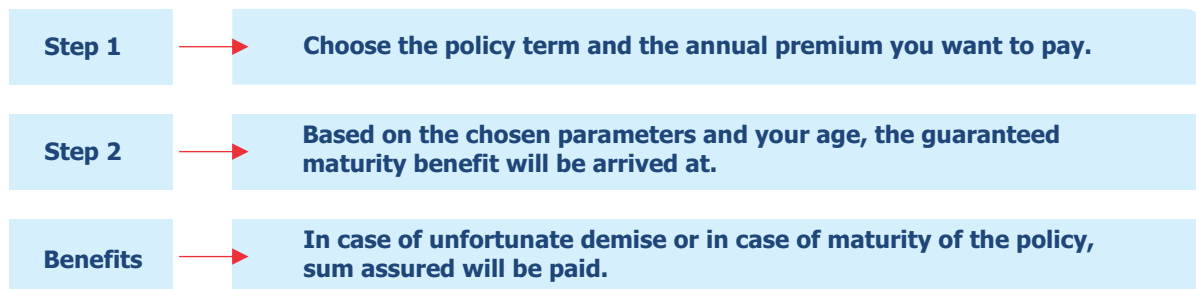 Step 1
Choose the policy term and the annual premium you want to pay.
Step 2
Based on the chosen parameters and your age, the guaranteed
maturity benefit will be arrived at.
Benefits
In case of unfortunate demise or in case of maturity of the policy,
sum assured will be paid.